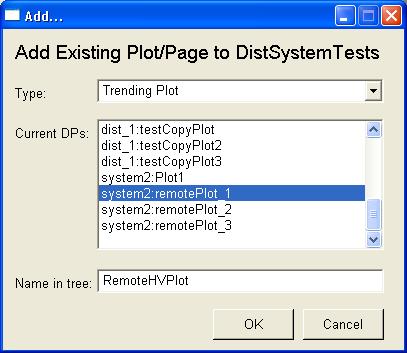 Add...
Add Existing Plot/Page to DistSystemTests
Type: Trending Plot
Current DPs:
dist_1:testCopyPlot
dist_1:testCopyPlot2
dist_1:testCopyPlot3
system2:Plot1
system2:remotePlot_1
system2:remotePlot_2
system2:remotePlot_3
Name in tree: RemoteHVPlot
OK Cancel